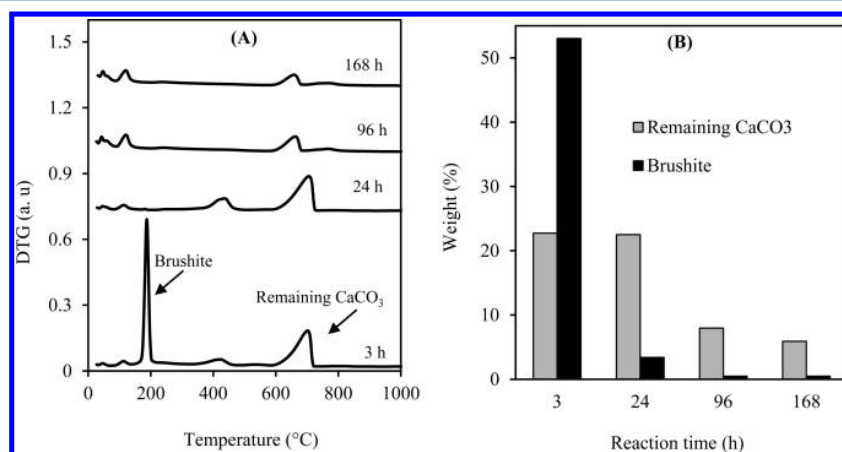 (A)
1.5
1.2
0.9
0.6
0.3
0
DTG (a. u)
168 h
96 h
24 h
Brushite
Remaining CaCO3
3 h
0 200 400 600 800 1000
Temperature (°C)
(B)
50
40
30
20
10
0
Weight (%)
Remaining CaCO3
Brushite
3 24 96 168
Reaction time (h)